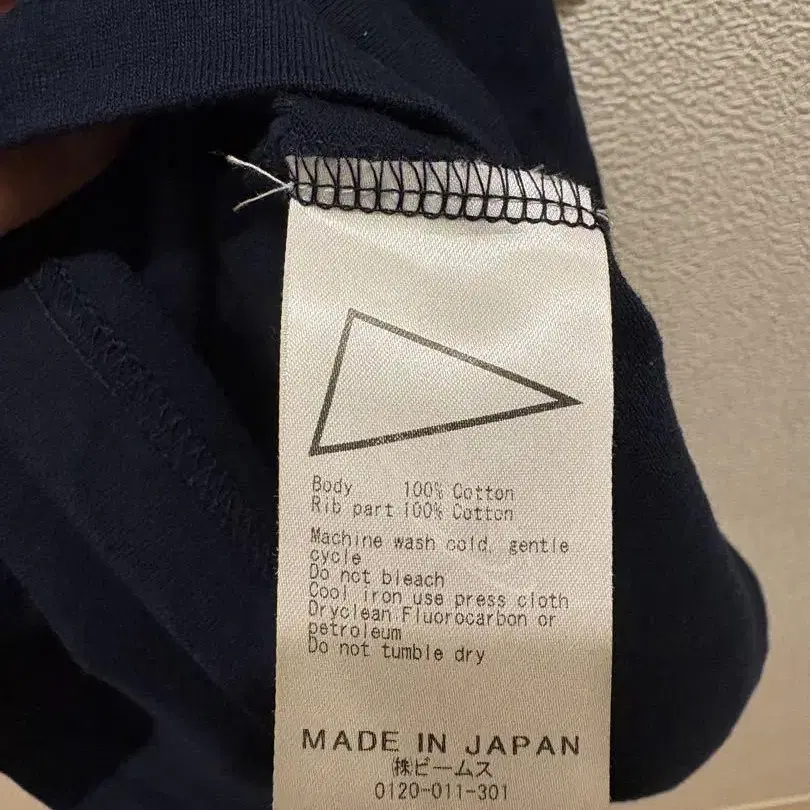 Body 100% Cotton
Rib part 100% Cotton
Machine wash cold, gentle
cycle
Do not bleach
Cool iron use press cloth
Dryclean Fluorocarbon or
petroleum
Do not tumble dry
MADE IN JAPAN
㈱ビームス
0120-011-301